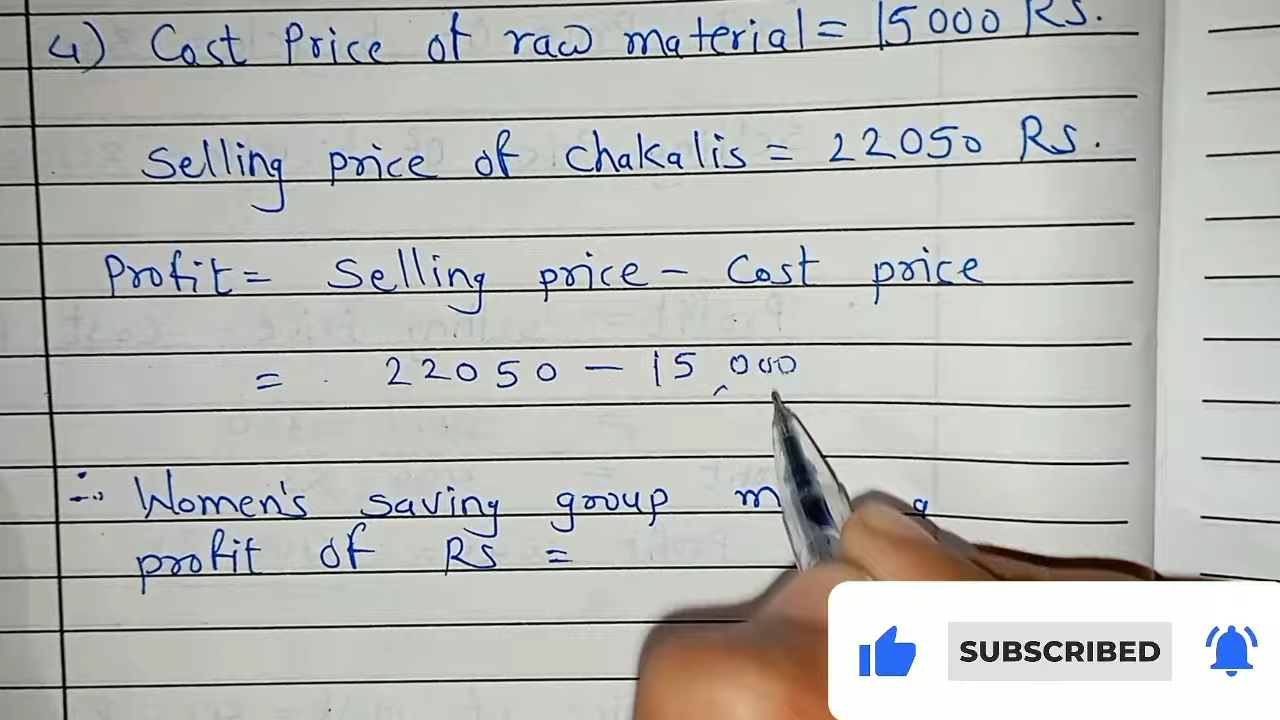 4) Cost Price of raw material = 15000 Rs.
Selling price of chakalis = 22050 Rs.
Profit = Selling price - Cost price
= 22050 - 15,000
∴ Women's saving group
profit of Rs =
SUBSCRIBED